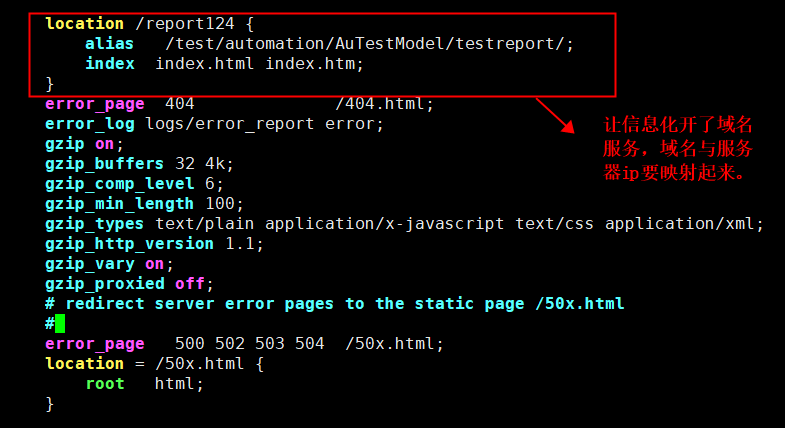 location /report124 {
alias /test/automation/AuTestModel/testreport/;
index index.html index.htm;
}
error_page 404 /404.html;
error_log logs/error_report error;
gzip on;
gzip_buffers 32 4k;
gzip_comp_level 6;
gzip_min_length 100;
gzip_types text/plain application/x-javascript text/css application/xml;
gzip_http_version 1.1;
gzip_vary on;
gzip_proxied off;
# redirect server error pages to the static page /50x.html
#
error_page 500 502 503 504 /50x.html;
location = /50x.html {
root html;
}
让信息化开了域名
服务，域名与服务
器ip要映射起来。